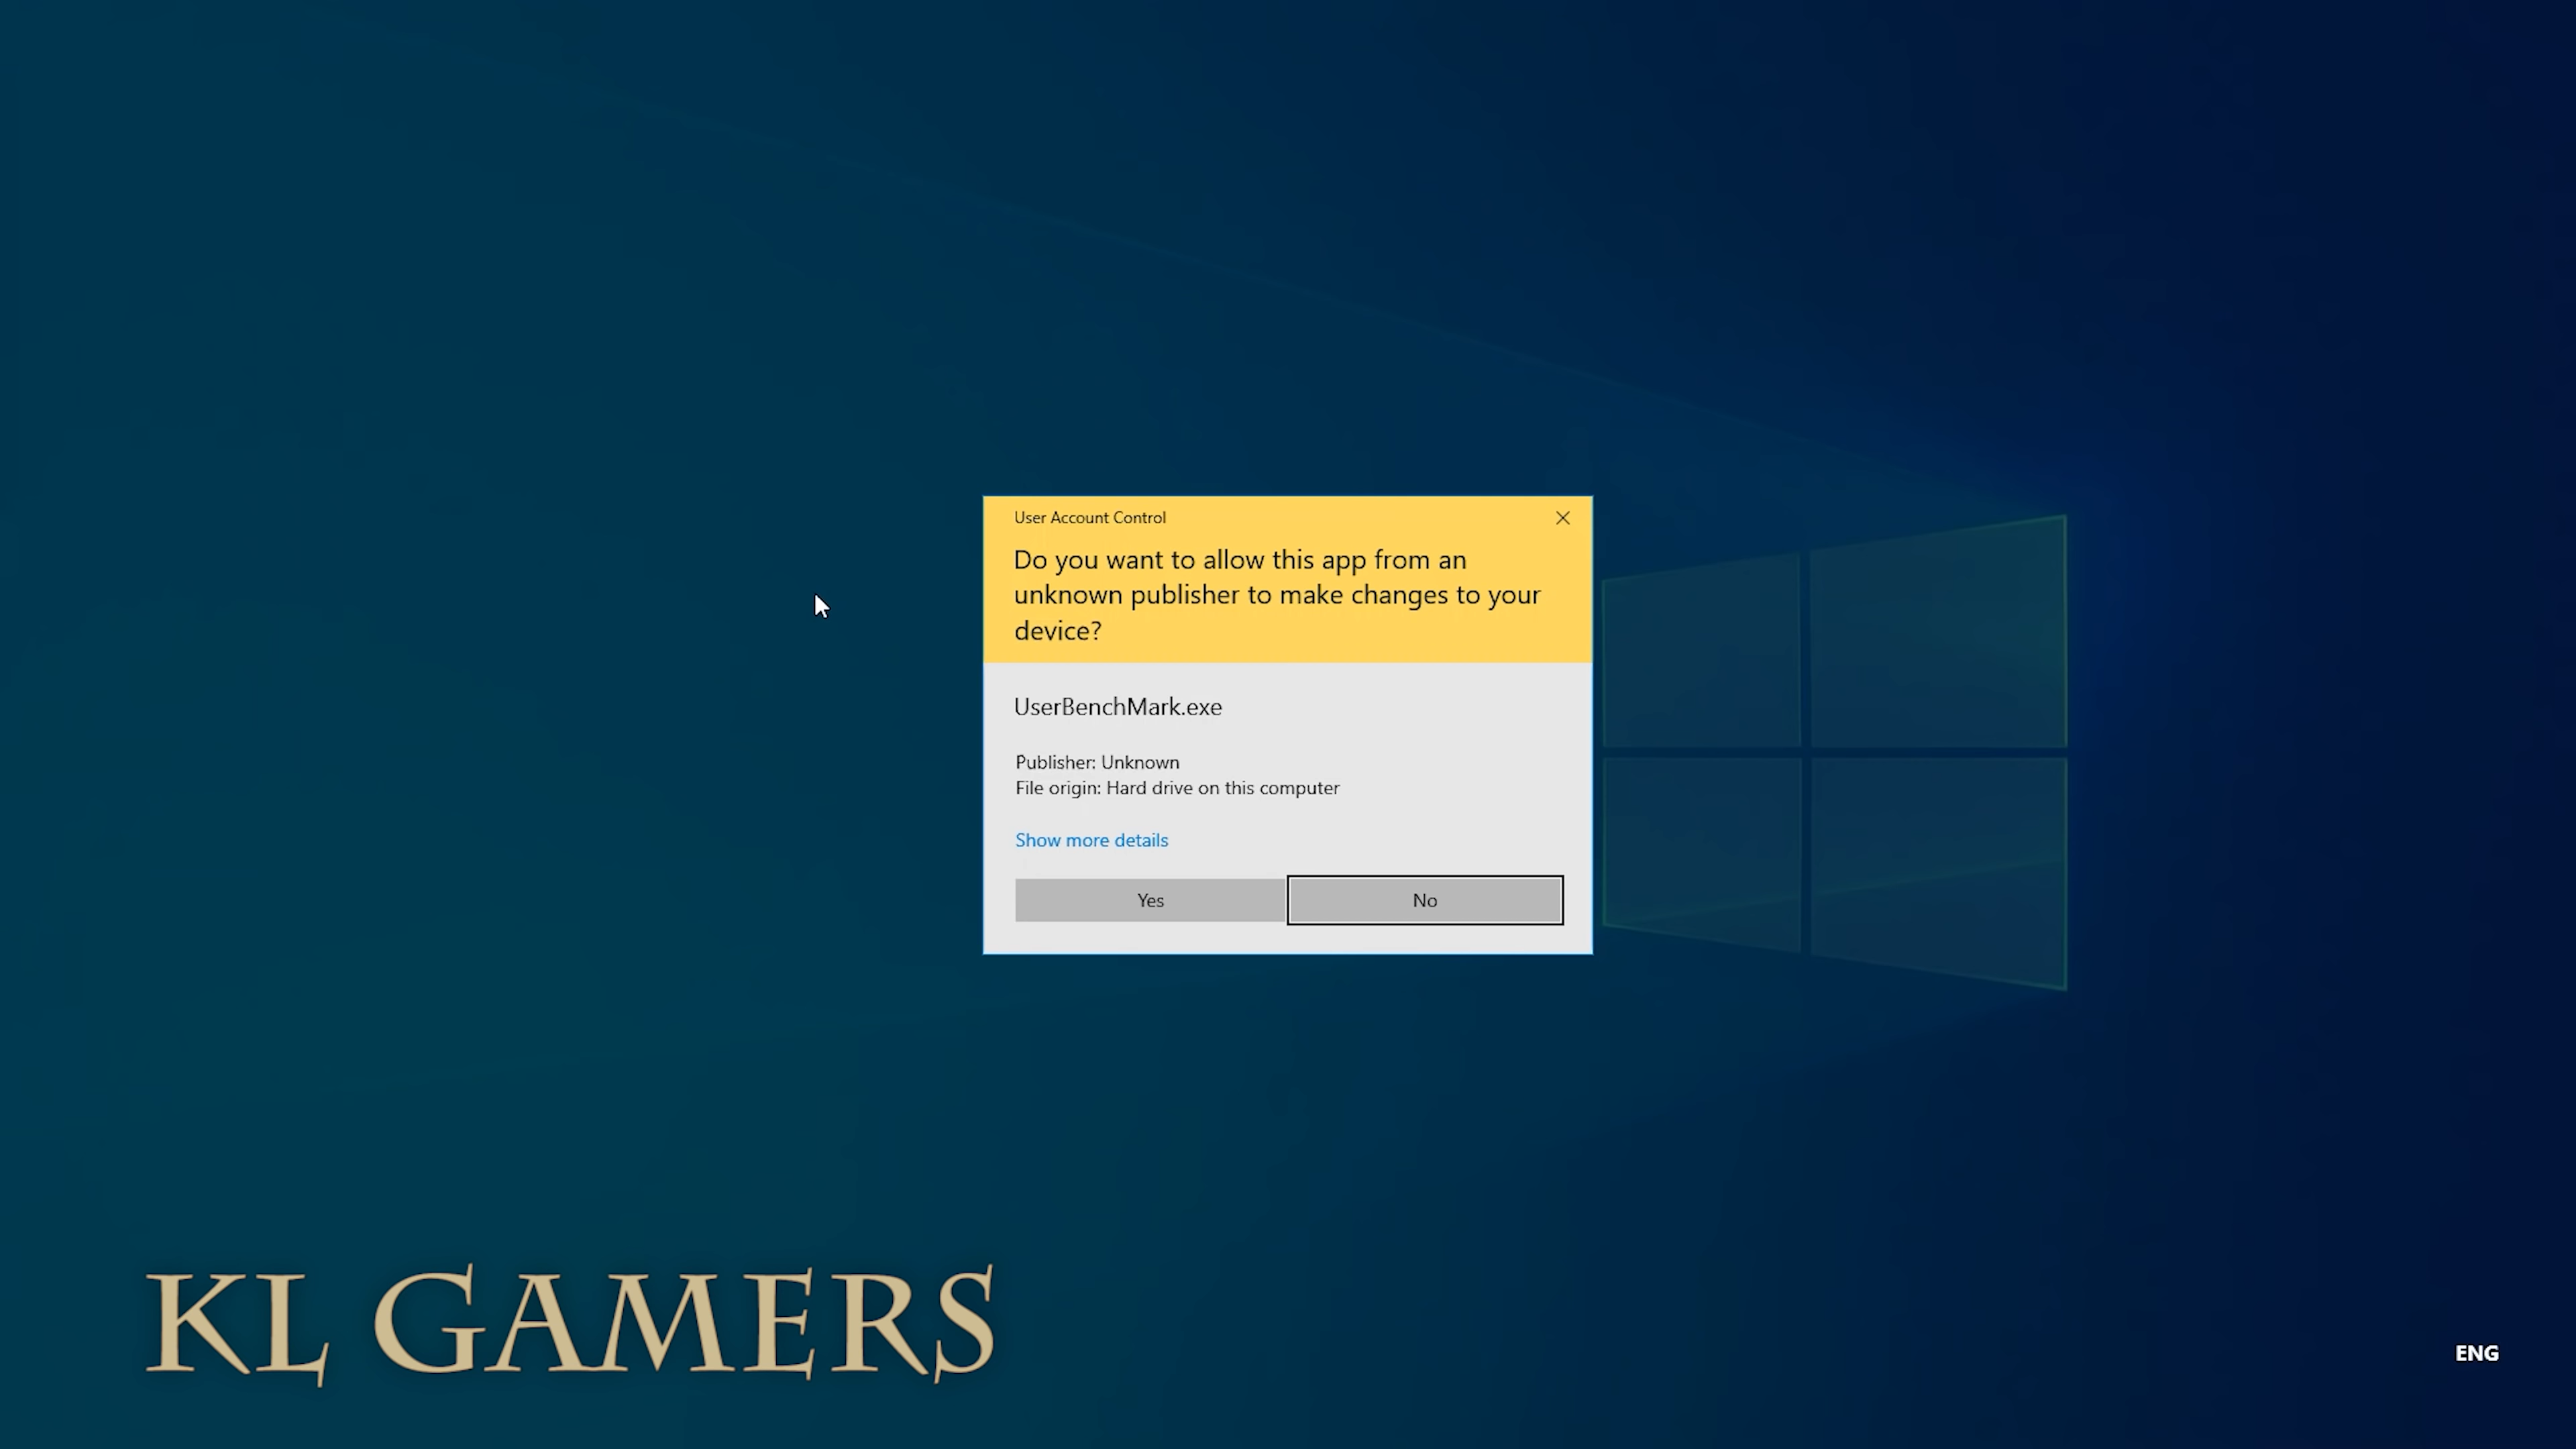 User Account Control
Do you want to allow this app from an
unknown publisher to make changes to your
device?
UserBenchMark.exe
Publisher: Unknown
File origin: Hard drive on this computer
Show more details
Yes
No
KL GAMERS
ENG